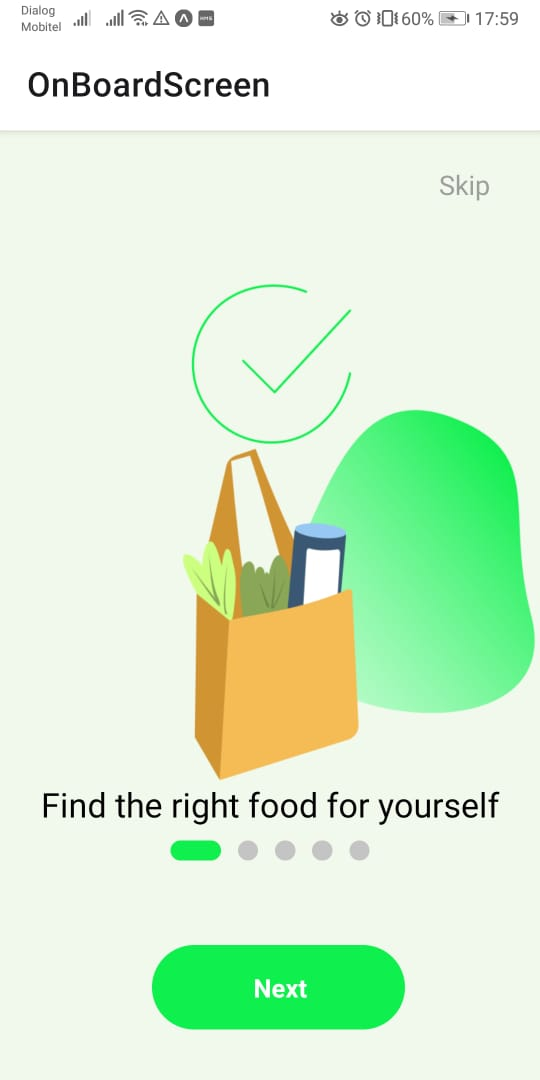 Dialog
Mobitel
60% 17:59
OnBoardScreen
Skip
Find the right food for yourself
Next